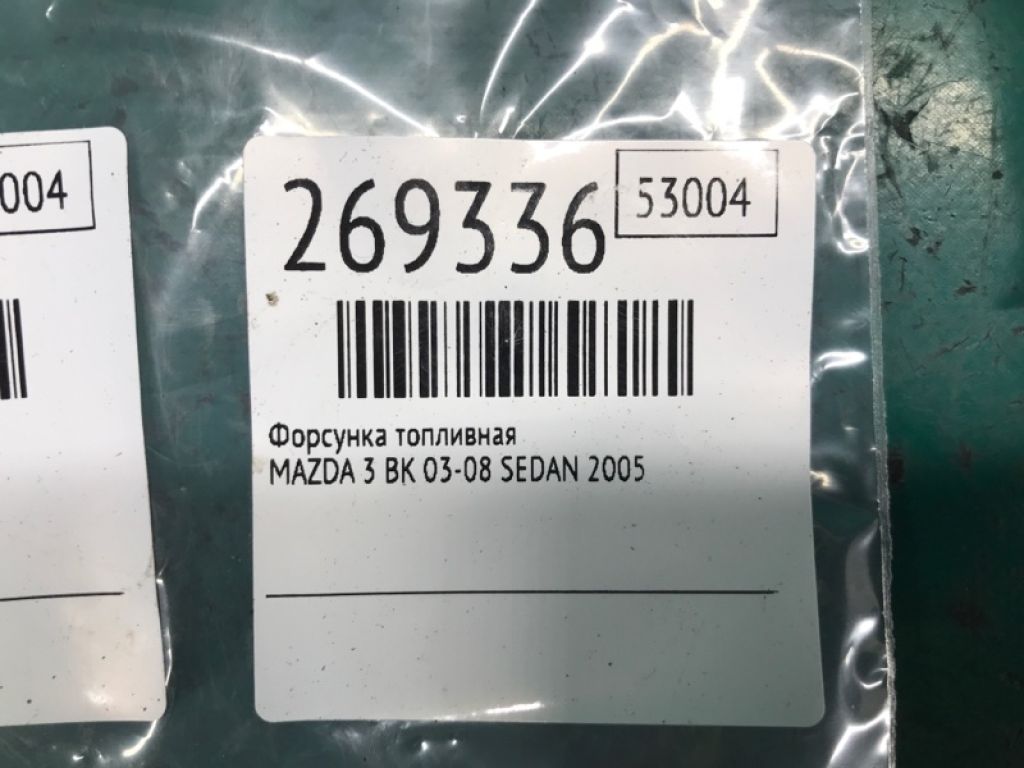 004
269336
53004
Форсунка топливная
MAZDA 3 BK 03-08 SEDAN 2005